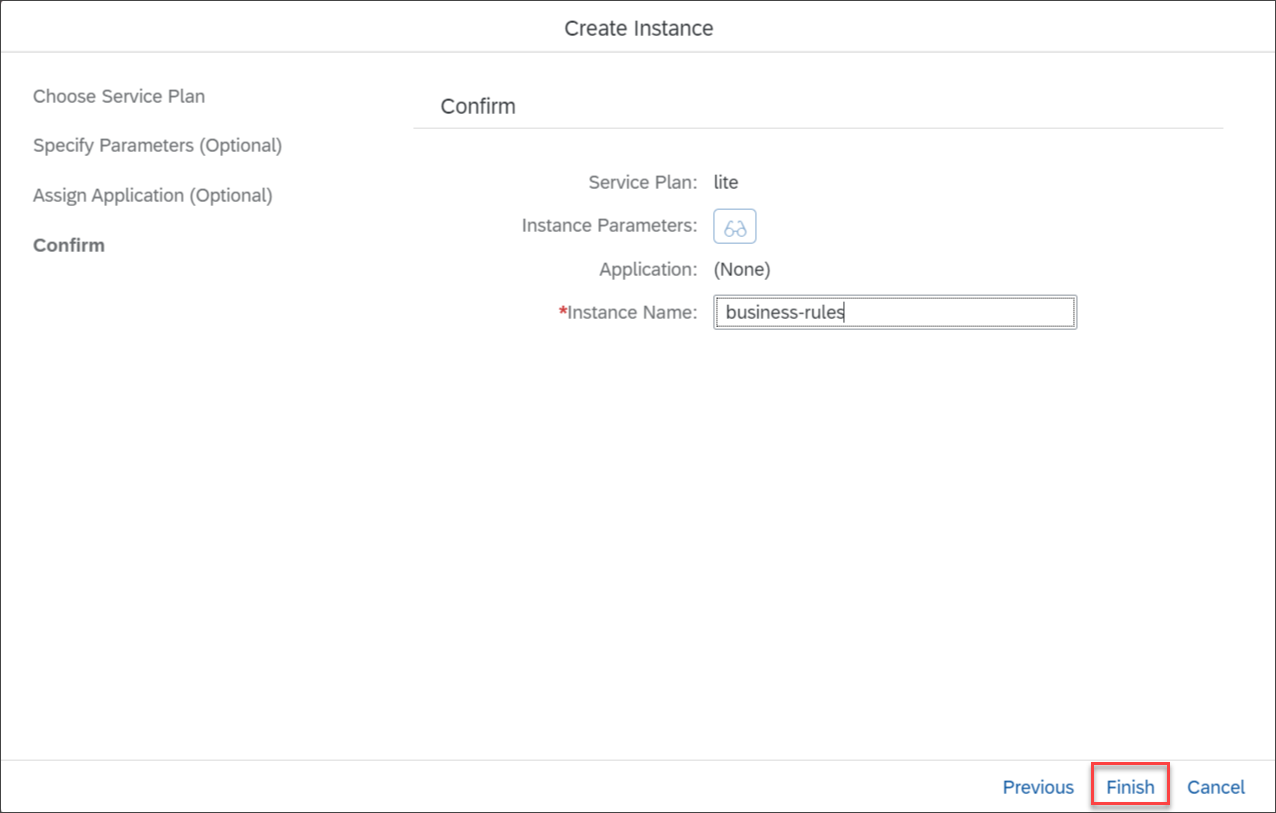 Create Instance
Choose Service Plan
Specify Parameters (Optional)
Assign Application (Optional)
Confirm
Confirm
Service Plan: lite
Instance Parameters:
Application: (None)
*Instance Name: business-rules
Previous Finish Cancel